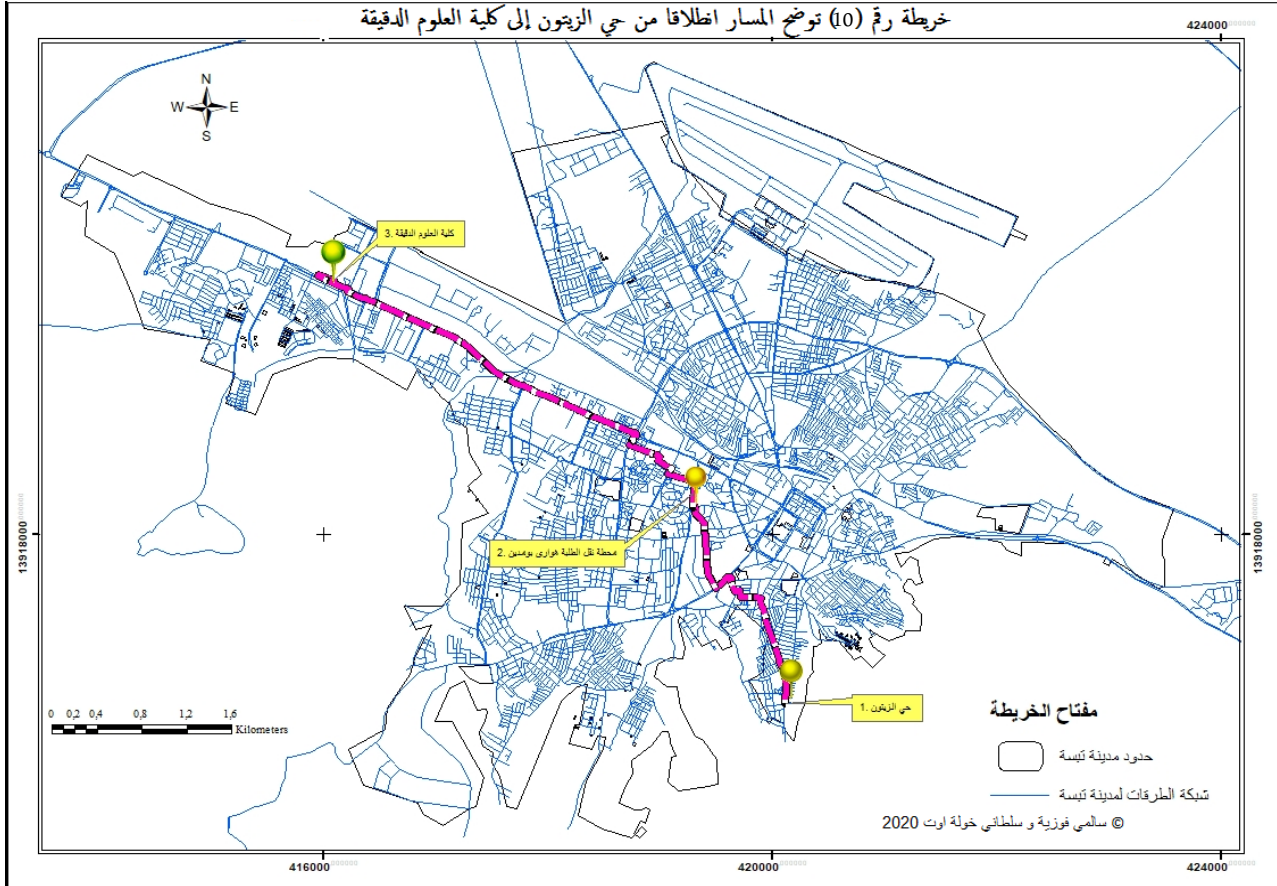 خريطة رقم (10) توضح المسار انطلاقا من حي الزيتون إلى كلية العلوم الدقيقة
424000
N
W E
S
كلية العلوم الدقيقة .3
13918000
13918000
محطة نقل الطلبة هواري بومدين .2
حي الزيتون .1
0 0,2 0,4 0,8 1,2 1,6
Kilometers
مفتاح الخريطة
حدود مدينة تبسة
شبكة الطرقات لمدينة تبسة
© سالمي فوزية و سلطاني خولة اوت 2020
416000
420000
424000